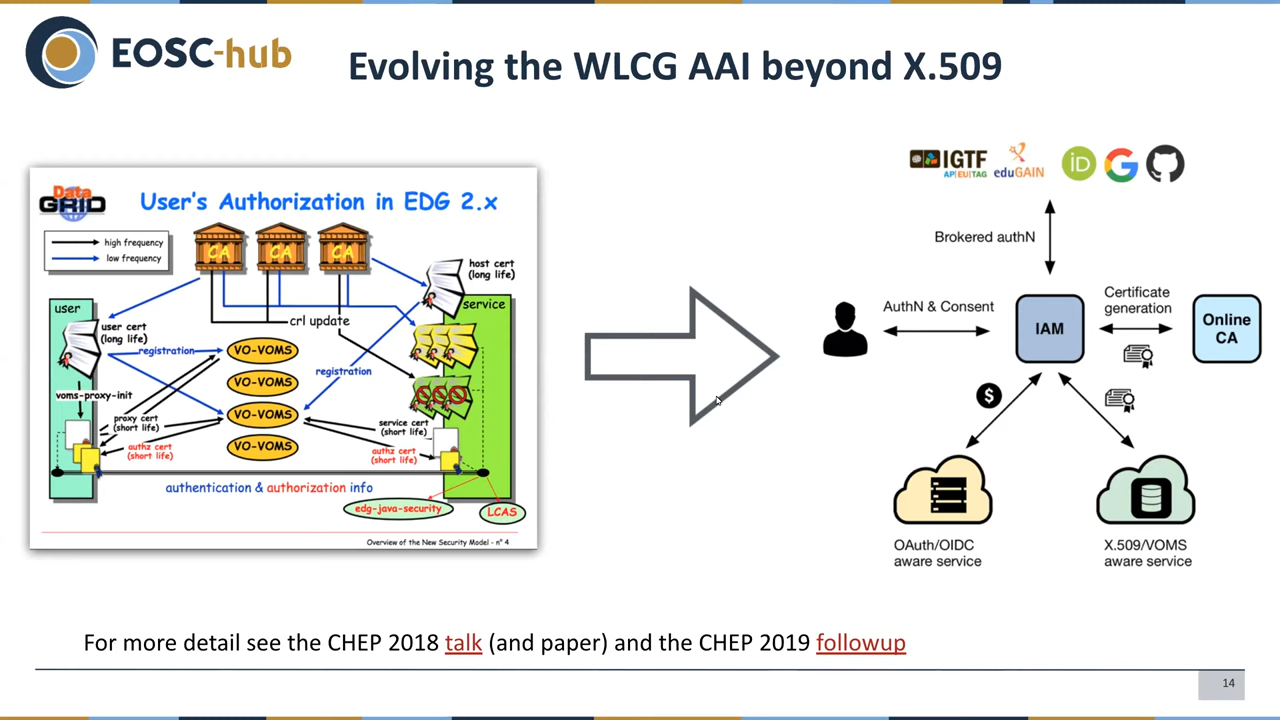 EOSC-hub
Evolving the WLCG AAI beyond X.509
Data
GRID
User's Authorization in EDG 2.x
high frequency
low frequency
CA
CA
CA
host cert
(long life)
user
service
crl update
user cert
(long life)
registration
VO-VOMS
registration
VO-VOMS
voms-proxy-init
proxy cert
(short life)
VO-VOMS
service cert
(short life)
authz cert
(short life)
VO-VOMS
authz cert
(short life)
authentication & authorization info
edg-java-security
LCAS
Overview of the New Security Model - n° 4
IGTF
AP|EU|TAG
eduGAIN
iD
G
Brokered authN
AuthN & Consent
IAM
Certificate
generation
Online
CA
$
OAuth/OIDC
aware service
X.509/VOMS
aware service
For more detail see the CHEP 2018 talk (and paper) and the CHEP 2019 followup
14